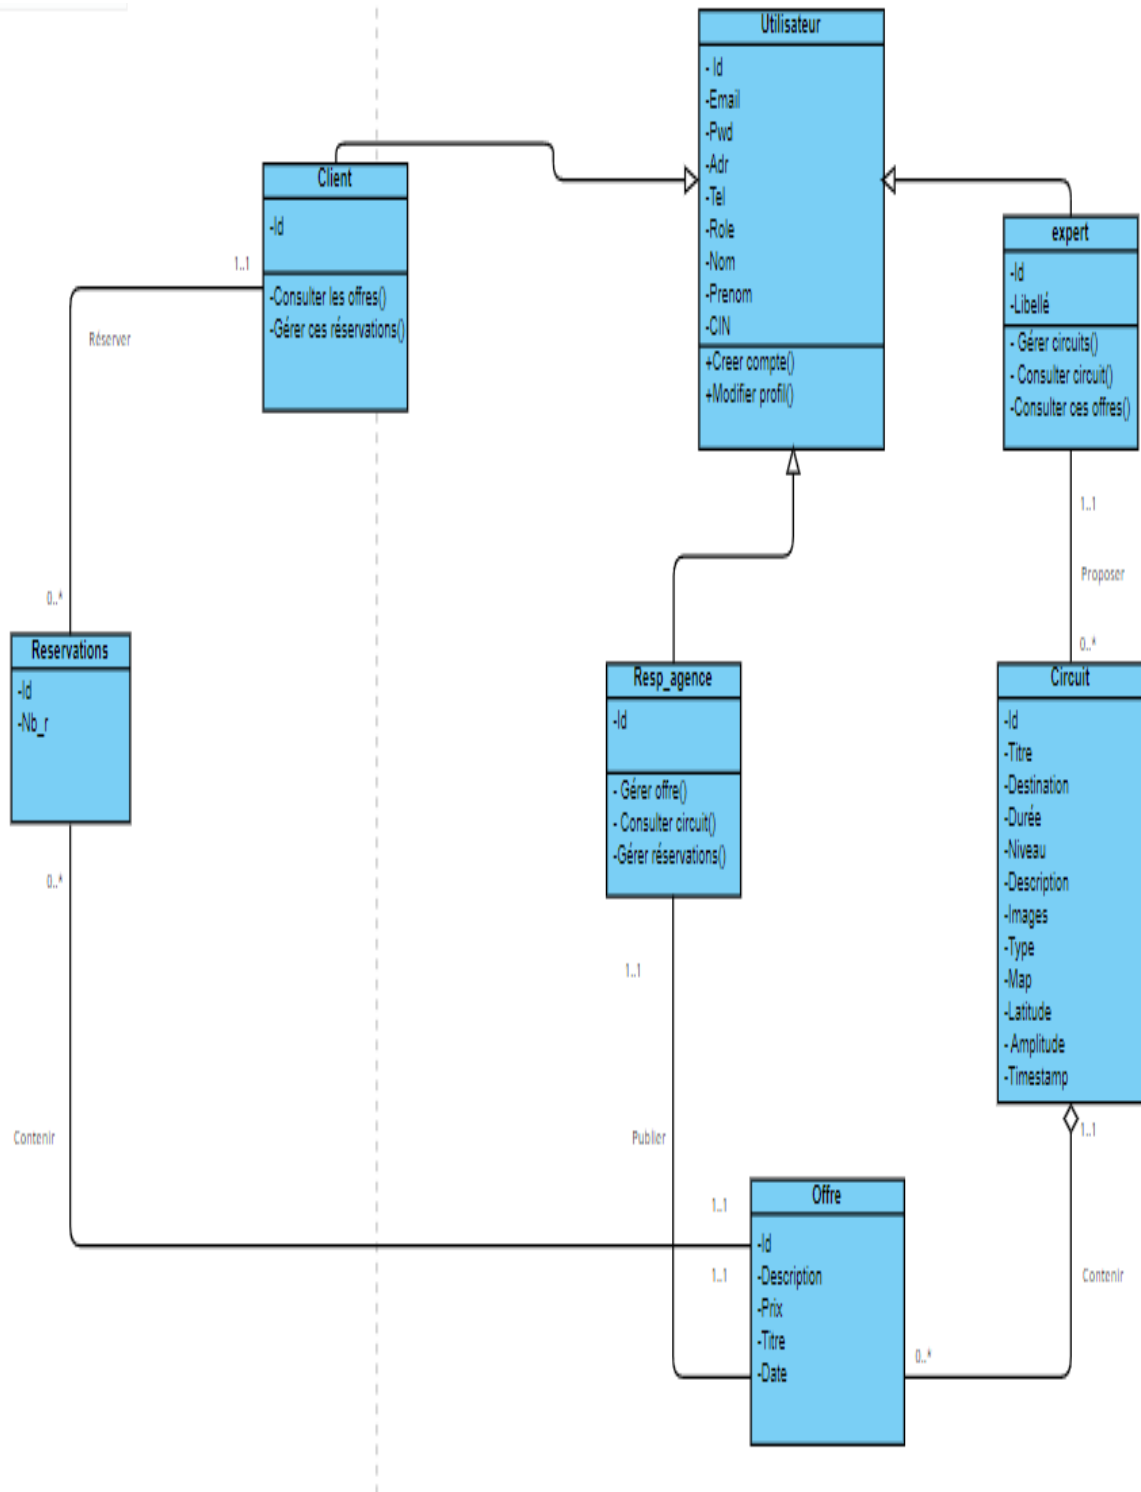 Utilisateur
- Id
-Email
-Pwd
-Adr
-Tel
-Role
-Nom
-Prenom
-CIN
+Creer compte()
+Modifier profil()
Client
-Id
-Consulter les offres()
-Gérer ces réservations()
expert
-Id
-Libellé
- Gérer circuits()
- Consulter circuit()
-Consulter ces offres()
1..1
Réserver
0..*
1..1
Proposer
0..*
Reservations
-Id
-Nb_r
Resp_agence
-Id
- Gérer offre()
- Consulter circuit()
-Gérer réservations()
Circuit
-Id
-Titre
-Destination
-Durée
-Niveau
-Description
-Images
-Type
-Map
-Latitude
- Amplitude
-Timestamp
0..*
Contenir
1..1
1..1
Publier
1..1
1..1
Contenir
0..*
Offre
-Id
-Description
-Prix
-Titre
-Date